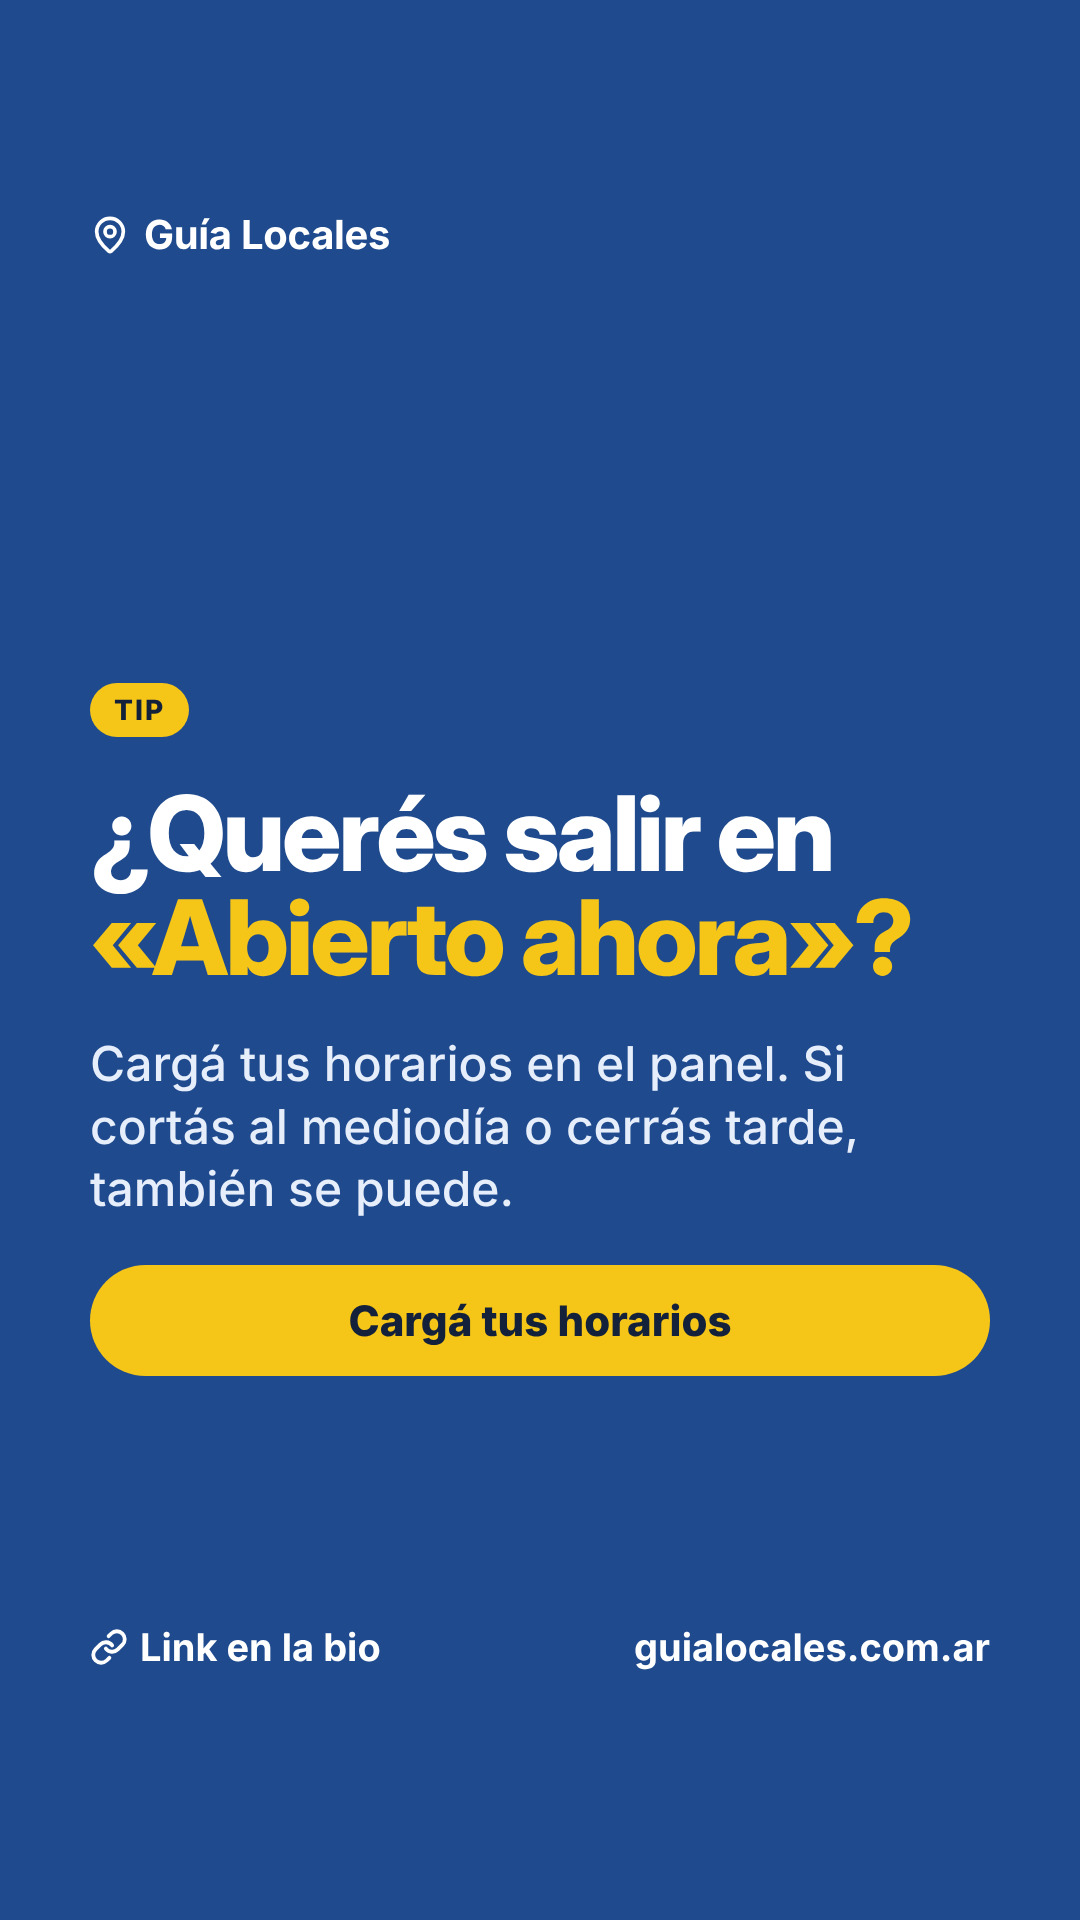 Guía Locales
TIP
¿Querés salir en
«Abierto ahora»?
Cargá tus horarios en el panel. Si
cortás al mediodía o cerrás tarde,
también se puede.
Cargá tus horarios
Link en la bio
guialocales.com.ar